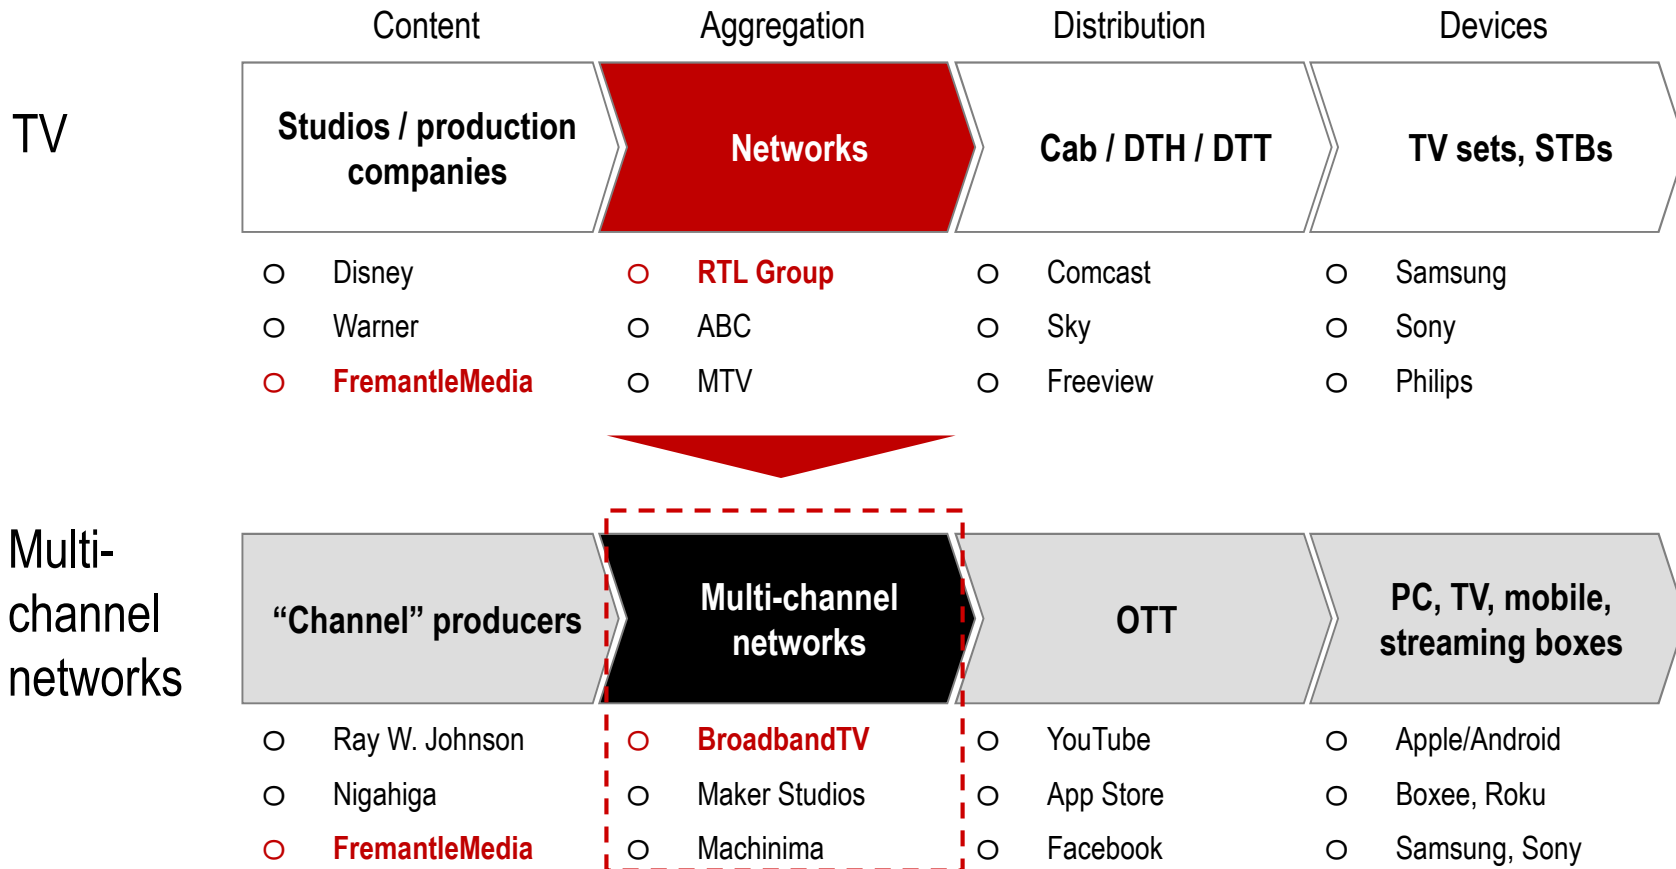 Content Aggregation Distribution Devices
TV
Studios / production
companies
Networks
Cab / DTH / DTT
TV sets, STBs
O Disney
O Warner
O FremantleMedia
O RTL Group
O ABC
O MTV
O Comcast
O Sky
O Freeview
O Samsung
O Sony
O Philips
Multi-
channel
networks
“Channel” producers
Multi-channel
networks
OTT
PC, TV, mobile,
streaming boxes
O Ray W. Johnson
O Nigahiga
O FremantleMedia
O BroadbandTV
O Maker Studios
O Machinima
O YouTube
O App Store
O Facebook
O Apple/Android
O Boxee, Roku
O Samsung, Sony